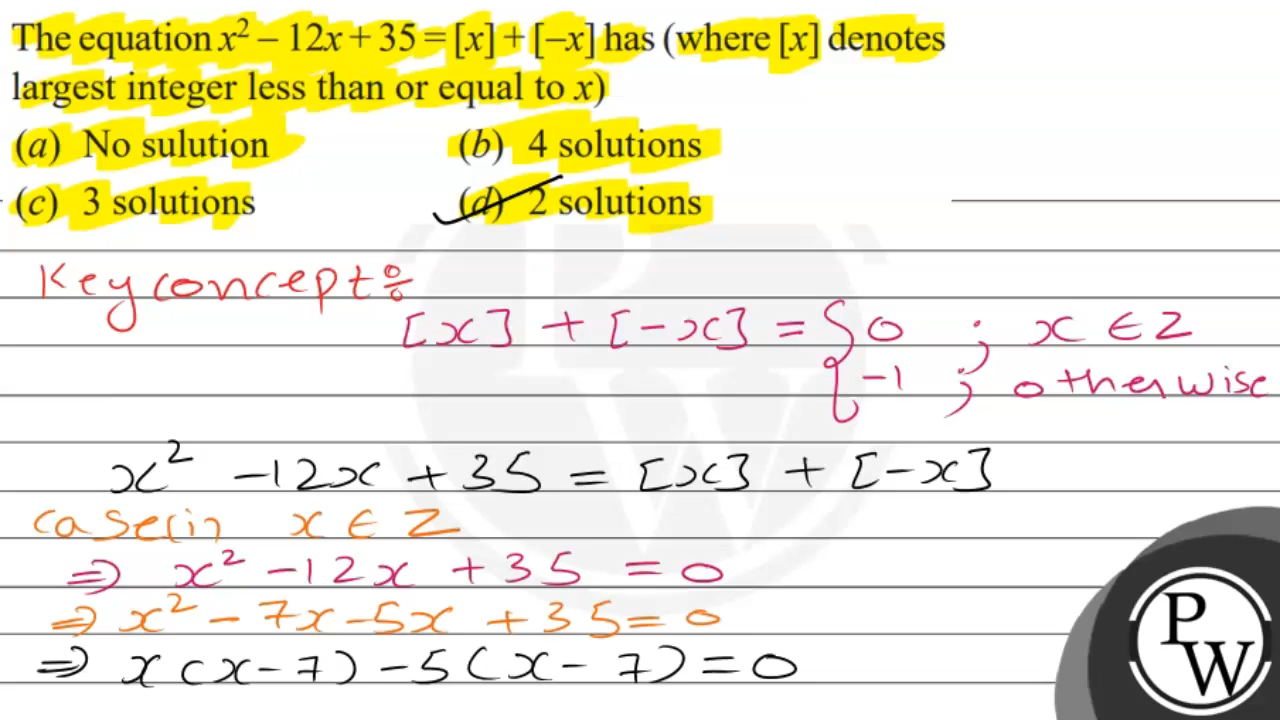 The equation x² – 12x + 35 = [x] + [–x] has (where [x] denotes
largest integer less than or equal to x)
(a) No sulution (b) 4 solutions
(c) 3 solutions (d) 2 solutions
Key concept:
[x] + [-x] = { 0 ; x ∈ Z
{ -1 ; otherwise
x² - 12x + 35 = [x] + [-x]
case(i) x ∈ Z
⇒ x² - 12x + 35 = 0
⇒ x² - 7x - 5x + 35 = 0
⇒ x(x - 7) - 5(x - 7) = 0
PW
PW